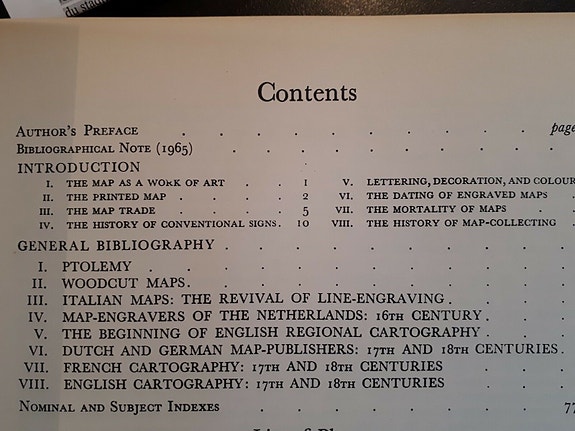 du stad
Contents
AUTHOR'S PREFACE . . . . . . . . . page
BIBLIOGRAPHICAL NOTE (1965) . . . . . . . . .
INTRODUCTION
I. THE MAP AS A WORK OF ART . . 1 V. LETTERING, DECORATION, AND COLOUR
II. THE PRINTED MAP . . . . 2 VI. THE DATING OF ENGRAVED MAPS .
III. THE MAP TRADE . . . . 5 VII. THE MORTALITY OF MAPS . .
IV. THE HISTORY OF CONVENTIONAL SIGNS . 10 VIII. THE HISTORY OF MAP-COLLECTING .
GENERAL BIBLIOGRAPHY . . . . . . . . . .
I. PTOLEMY . . . . . . . . . . . .
II. WOODCUT MAPS . . . . . . . . . . .
III. ITALIAN MAPS: THE REVIVAL OF LINE-ENGRAVING . . . .
IV. MAP-ENGRAVERS OF THE NETHERLANDS: 16TH CENTURY . . .
V. THE BEGINNING OF ENGLISH REGIONAL CARTOGRAPHY . . .
VI. DUTCH AND GERMAN MAP-PUBLISHERS: 17TH AND 18TH CENTURIES .
VII. FRENCH CARTOGRAPHY: 17TH AND 18TH CENTURIES . . .
VIII. ENGLISH CARTOGRAPHY: 17TH AND 18TH CENTURIES . . .
NOMINAL AND SUBJECT INDEXES . . . . . . . . 77